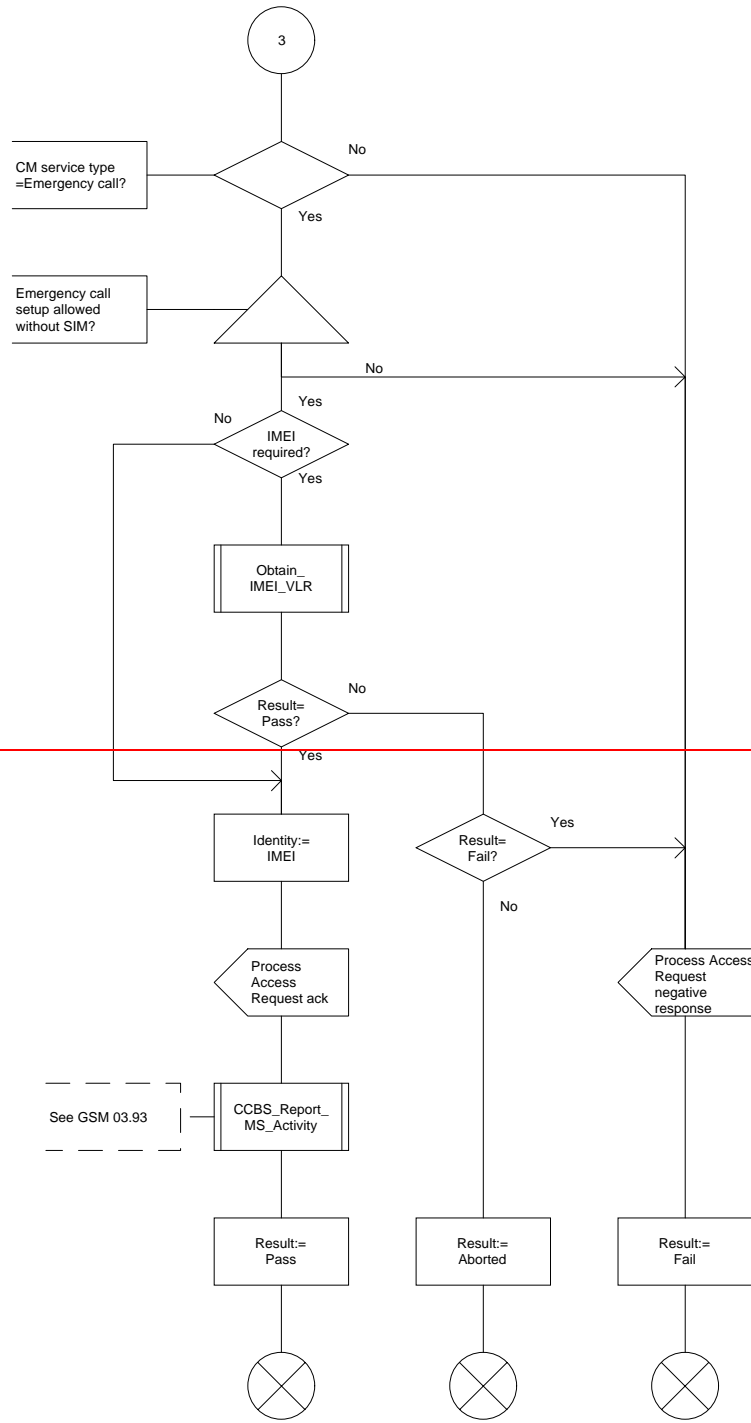 3
No
CM service type
=Emergency call?
Yes
Emergency call
setup allowed
without SIM?
No
Yes
No
IMEI
required?
Yes
Obtain_
IMEI_VLR
No
Result=
Pass?
Yes
Identity:=
IMEI
Result=
Fail?
Yes
No
Process
Access
Request ack
Process Access
Request
negative
response
See GSM 03.93
CCBS_Report_
MS_Activity
Result:=
Pass
Result:=
Aborted
Result:=
Fail